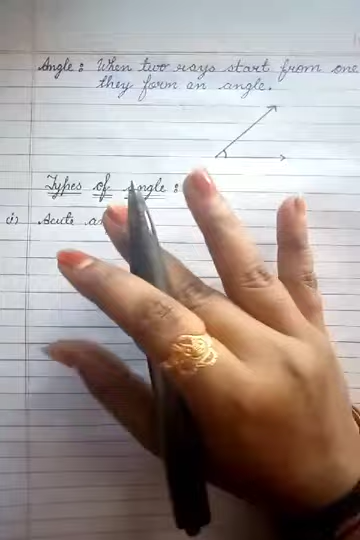 Angle: When two rays start from one
they form an angle.
Types of angle:
(i) Acute